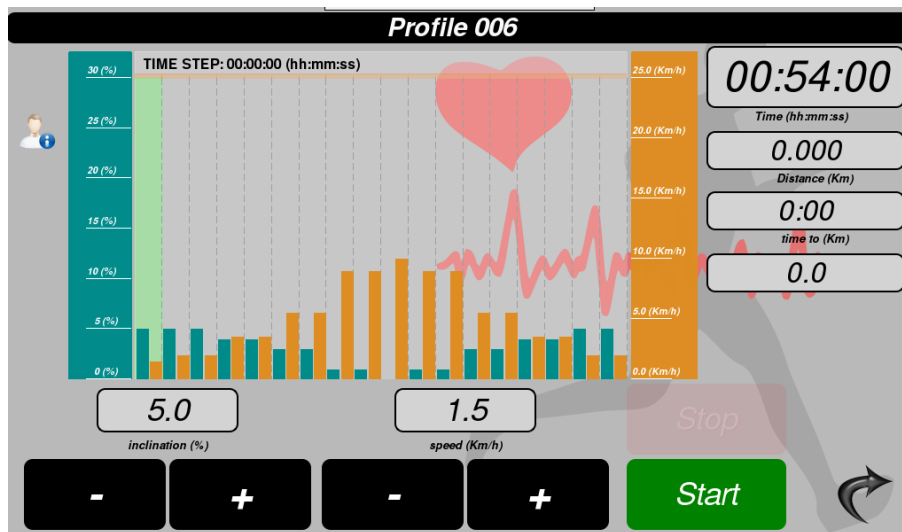 Profile 006
TIME STEP: 00:00:00 (hh:mm:ss)
30 (%)
25 (%)
20 (%)
15 (%)
10 (%)
5 (%)
0 (%)
25.0 (Km/h)
20.0 (Km/h)
15.0 (Km/h)
10.0 (Km/h)
5.0 (Km/h)
0.0 (Km/h)
00:54:00
Time (hh:mm:ss)
0.000
Distance (Km)
0:00
time to (Km)
0.0
5.0
inclination (%)
1.5
speed (Km/h)
Stop
- + - + Start